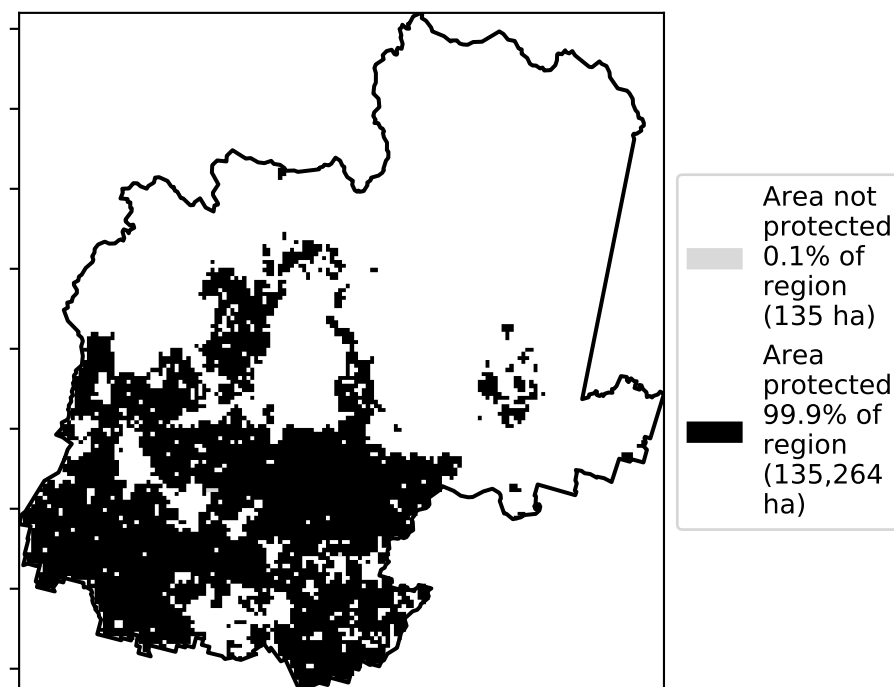 Area not
protected
0.1% of
region
(135 ha)
Area
protected
99.9% of
region
(135,264
ha)